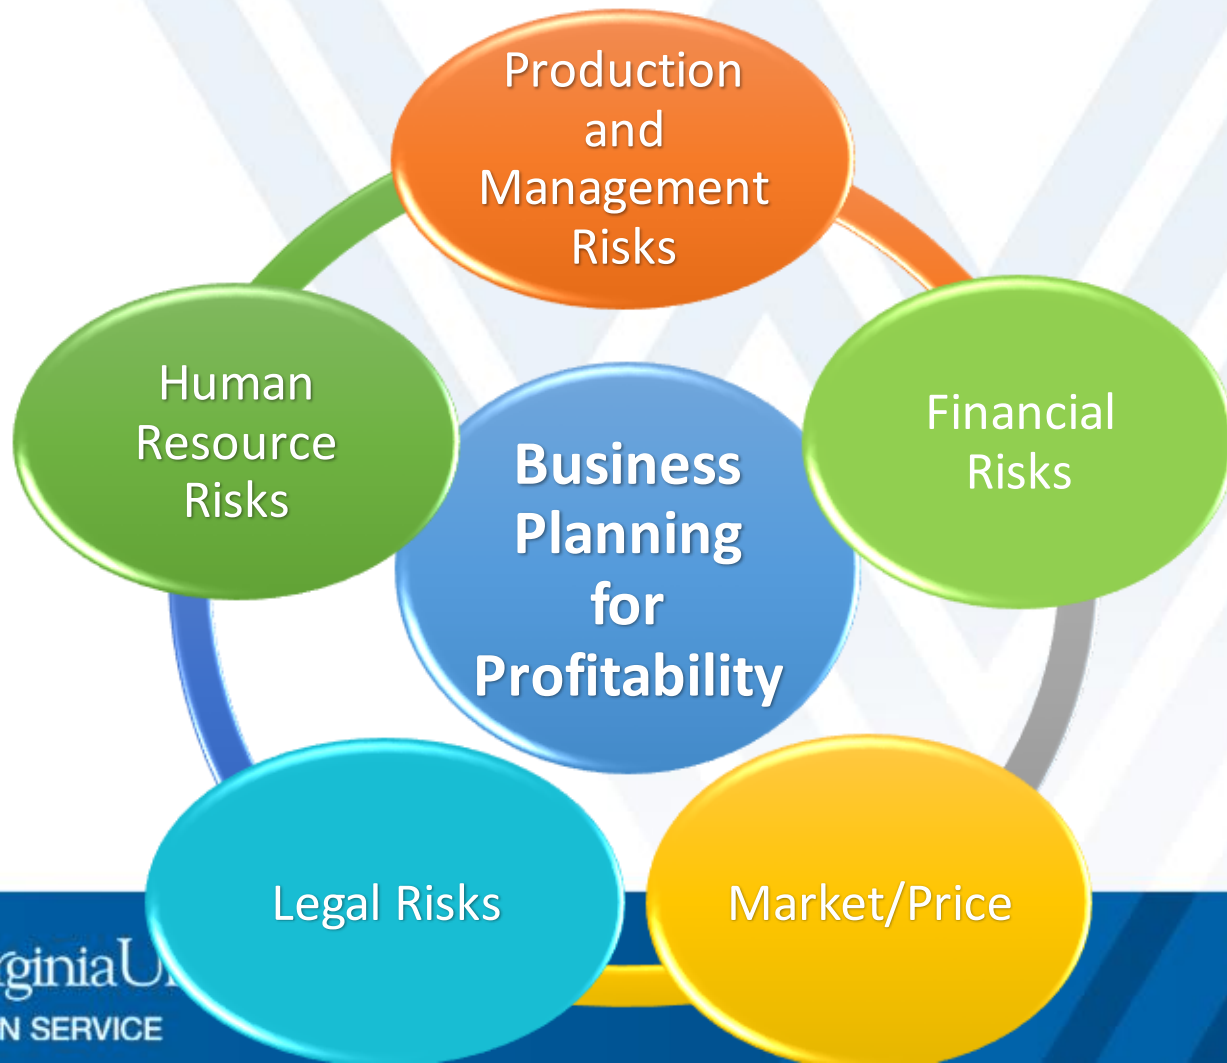 Production
and
Management
Risks
Human
Resource
Risks
Financial
Risks
Business
Planning
for
Profitability
Legal Risks
Market/Price
SERVICE